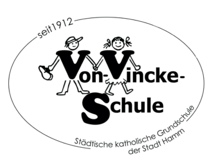 seit1912
Von-Vincke-
Schule
Städtische katholische Grundschule
der Stadt Hamm